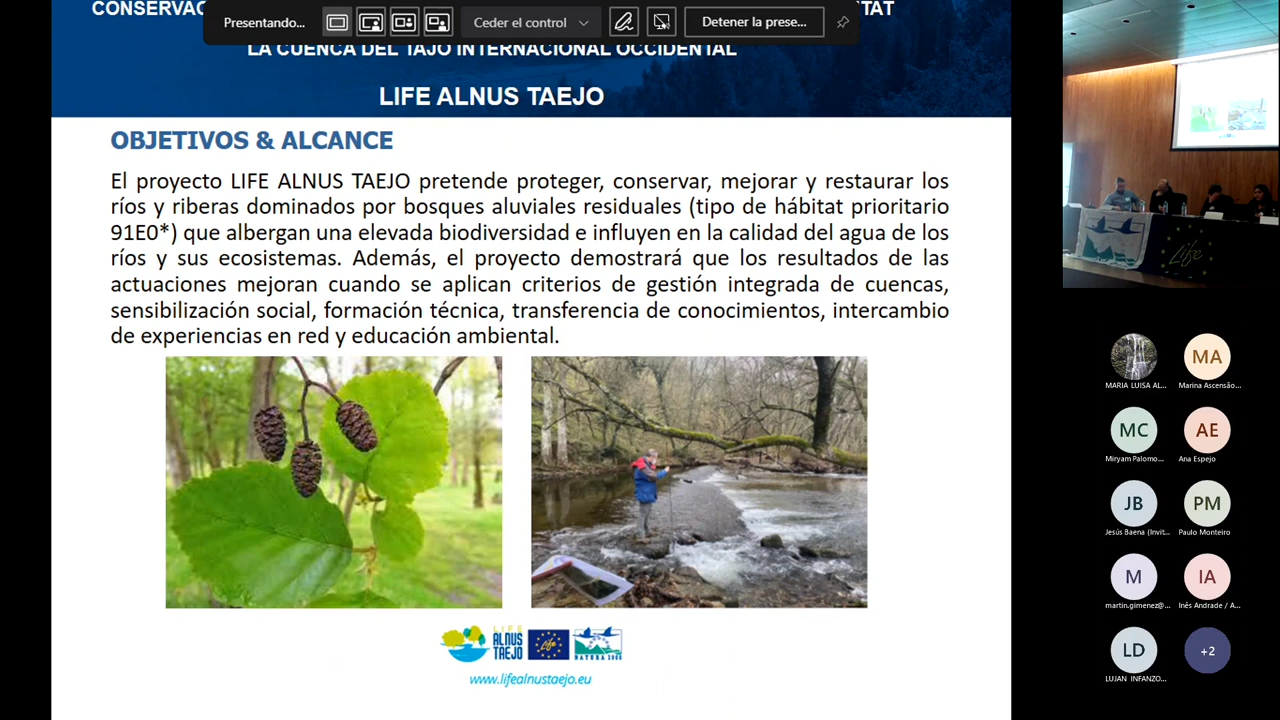 CONSERVAC
TAT
Presentando...
Ceder el control
Detener la prese...
LA CUENCA DEL TAJO INTERNACIONAL OCCIDENTAL
LIFE ALNUS TAEJO
OBJETIVOS & ALCANCE
El proyecto LIFE ALNUS TAEJO pretende proteger, conservar, mejorar y restaurar los
ríos y riberas dominados por bosques aluviales residuales (tipo de hábitat prioritario
91E0*) que albergan una elevada biodiversidad e influyen en la calidad del agua de los
ríos y sus ecosistemas. Además, el proyecto demostrará que los resultados de las
actuaciones mejoran cuando se aplican criterios de gestión integrada de cuencas,
sensibilización social, formación técnica, transferencia de conocimientos, intercambio
de experiencias en red y educación ambiental.
LIFE
ALNUS
TAEJO
Life
NATURA 2000
www.lifealnustaejo.eu
Life
MARIA LUISA AL...
MA
Marina Ascensão...
MC
Miryam Palomo...
AE
Ana Espejo
JB
Jesús Baena (Invit...
PM
Paulo Monteiro
M
martin.gimenez@...
IA
Inês Andrade / A...
LD
LUJAN INFANZO...
+2